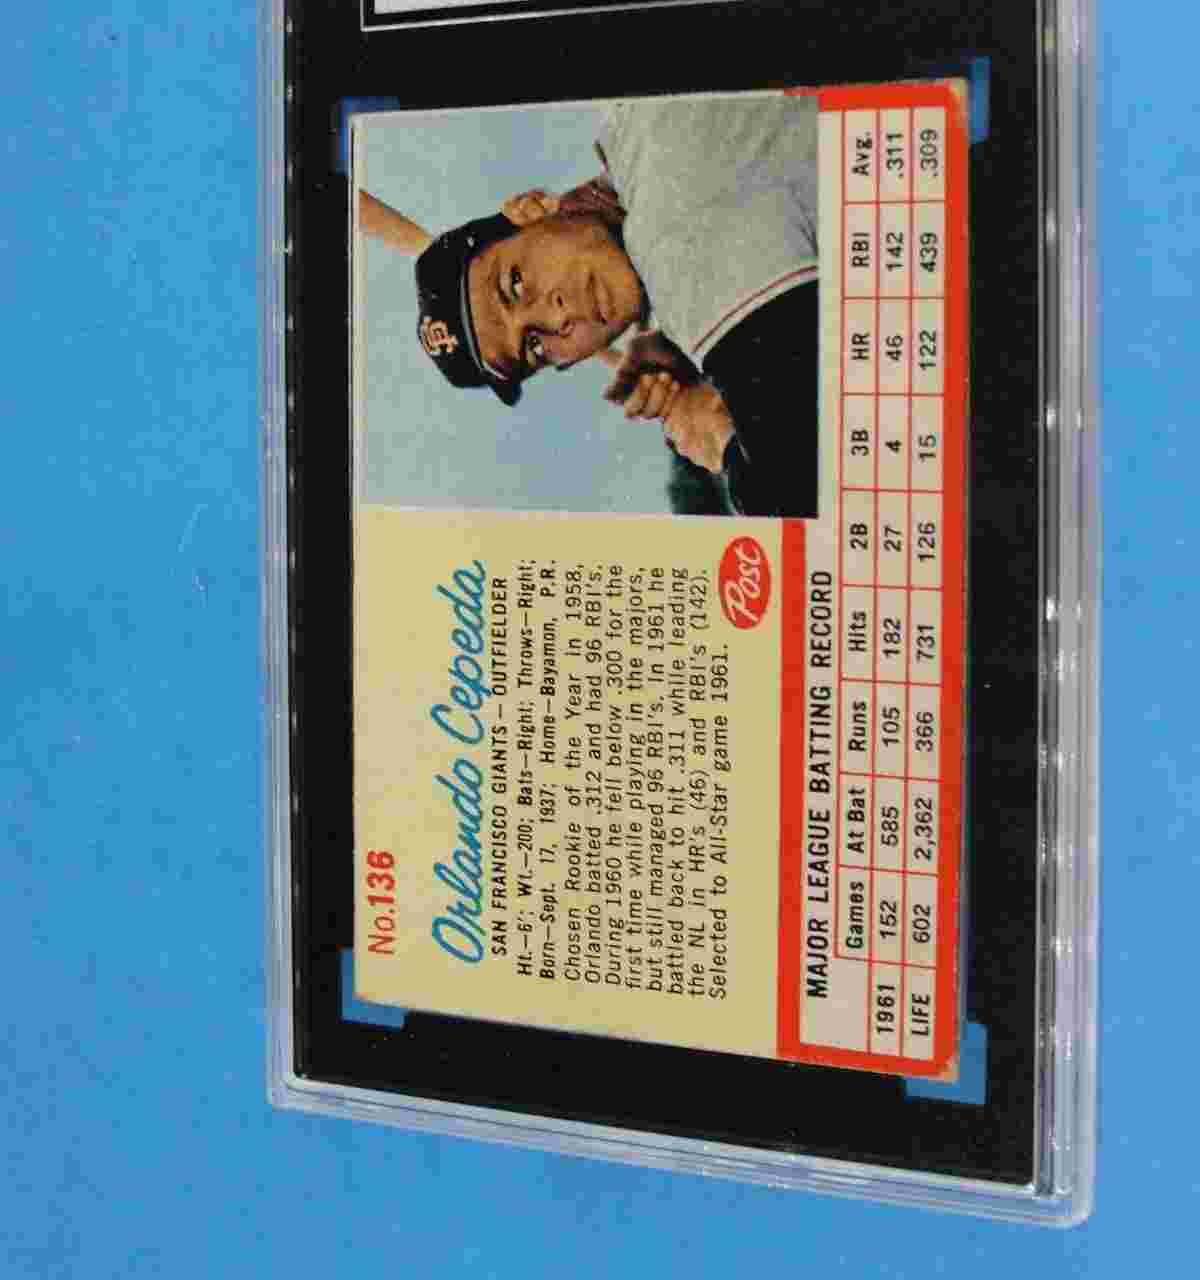 No.136
Orlando Cepeda
SAN FRANCISCO GIANTS — OUTFIELDER
Ht.—6'; Wt.—200; Bats—Right; Throws—Right;
Born—Sept. 17, 1937; Home—Bayamon, P.R.
Chosen Rookie of the Year in 1958,
Orlando batted .312 and had 96 RBI's.
During 1960 he fell below .300 for the
first time while playing in the majors,
but still managed 96 RBI's. In 1961 he
battled back to hit .311 while leading
the NL in HR's (46) and RBI's (142).
Selected to All-Star game 1961.
Post
SF
MAJOR LEAGUE BATTING RECORD
Games At Bat Runs Hits 2B 3B HR RBI Avg.
1961 152 585 105 182 27 4 46 142 .311
LIFE 602 2,362 366 731 126 15 122 439 .309